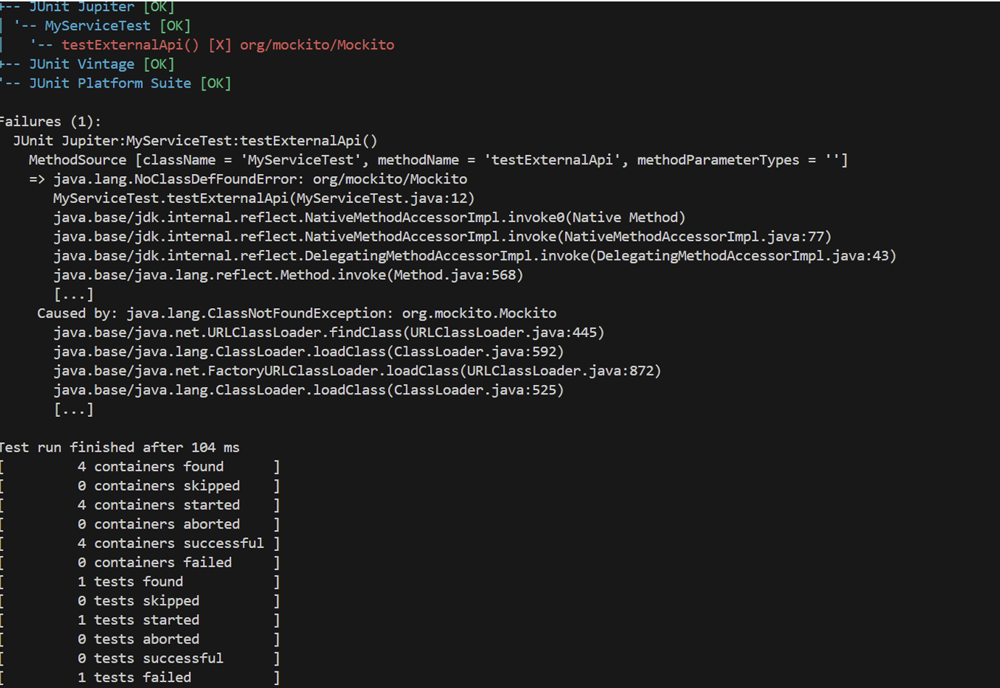 +-- JUnit Jupiter [OK]
| '-- MyServiceTest [OK]
|   '-- testExternalApi() [X] org/mockito/Mockito
+-- JUnit Vintage [OK]
'-- JUnit Platform Suite [OK]

Failures (1):
  JUnit Jupiter:MyServiceTest:testExternalApi()
    MethodSource [className = 'MyServiceTest', methodName = 'testExternalApi', methodParameterTypes = '']
    => java.lang.NoClassDefFoundError: org/mockito/Mockito
       MyServiceTest.testExternalApi(MyServiceTest.java:12)
       java.base/jdk.internal.reflect.NativeMethodAccessorImpl.invoke0(Native Method)
       java.base/jdk.internal.reflect.NativeMethodAccessorImpl.invoke(NativeMethodAccessorImpl.java:77)
       java.base/jdk.internal.reflect.DelegatingMethodAccessorImpl.invoke(DelegatingMethodAccessorImpl.java:43)
       java.base/java.lang.reflect.Method.invoke(Method.java:568)
       [...]
     Caused by: java.lang.ClassNotFoundException: org.mockito.Mockito
       java.base/java.net.URLClassLoader.findClass(URLClassLoader.java:445)
       java.base/java.lang.ClassLoader.loadClass(ClassLoader.java:592)
       java.base/java.net.FactoryURLClassLoader.loadClass(URLClassLoader.java:872)
       java.base/java.lang.ClassLoader.loadClass(ClassLoader.java:525)
       [...]

Test run finished after 104 ms
[         4 containers found      ]
[         0 containers skipped    ]
[         4 containers started    ]
[         0 containers aborted    ]
[         4 containers successful ]
[         0 containers failed     ]
[         1 tests found           ]
[         0 tests skipped         ]
[         1 tests started         ]
[         0 tests aborted         ]
[         0 tests successful      ]
[         1 tests failed          ]